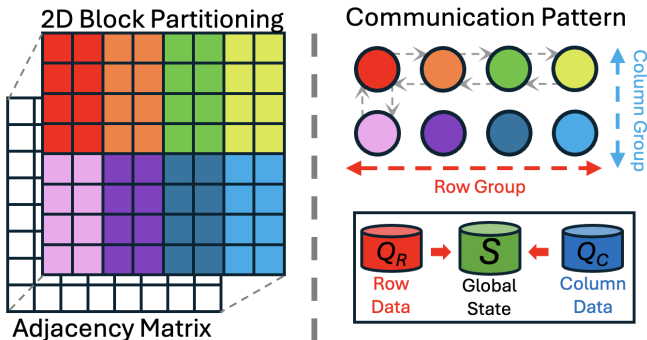 2D Block Partitioning
Adjacency Matrix
Communication Pattern
Column Group
Row Group
Q_R
S
Q_C
Row
Data
Global
State
Column
Data